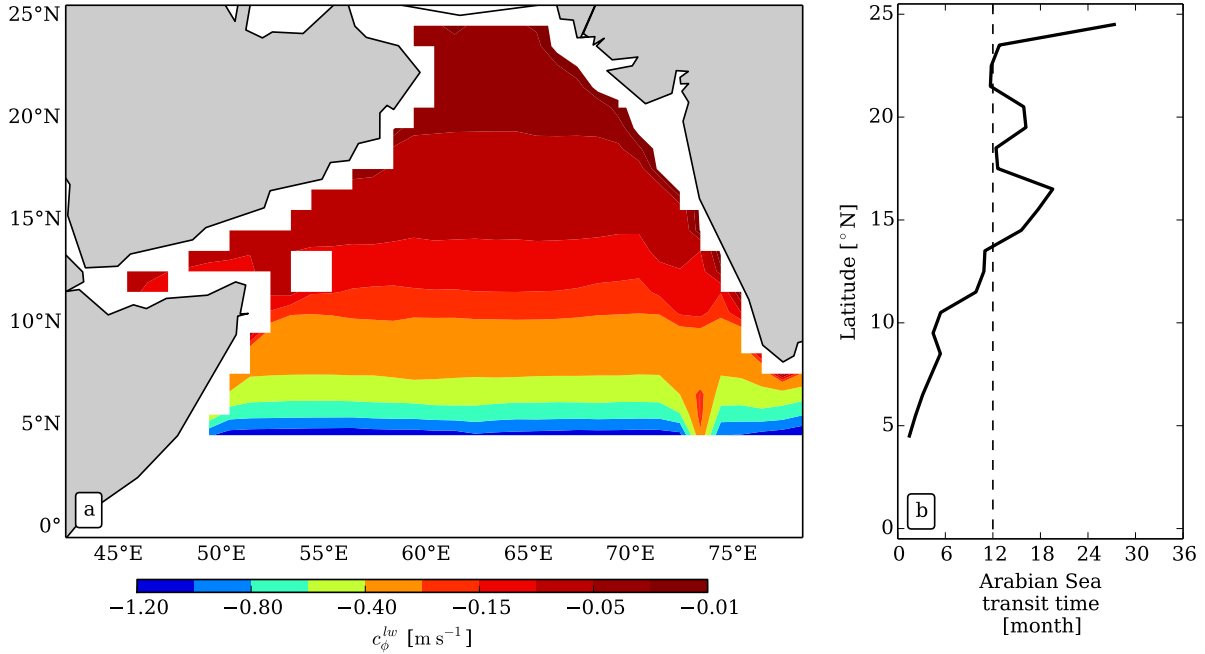 25°N
20°N
15°N
10°N
5°N
0°
a
45°E 50°E 55°E 60°E 65°E 70°E 75°E
−1.20 −0.80 −0.40 −0.15 −0.05 −0.01
c_ϕ^{lw} [m s⁻¹]
25
20
15
10
5
0
Latitude [°N]
b
0 6 12 18 24 30 36
Arabian Sea
transit time
[month]